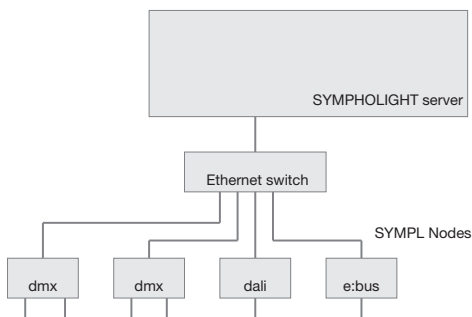 SYMPHOLIGHT server
Ethernet switch
SYMPL Nodes
dmx
dmx
dali
e:bus